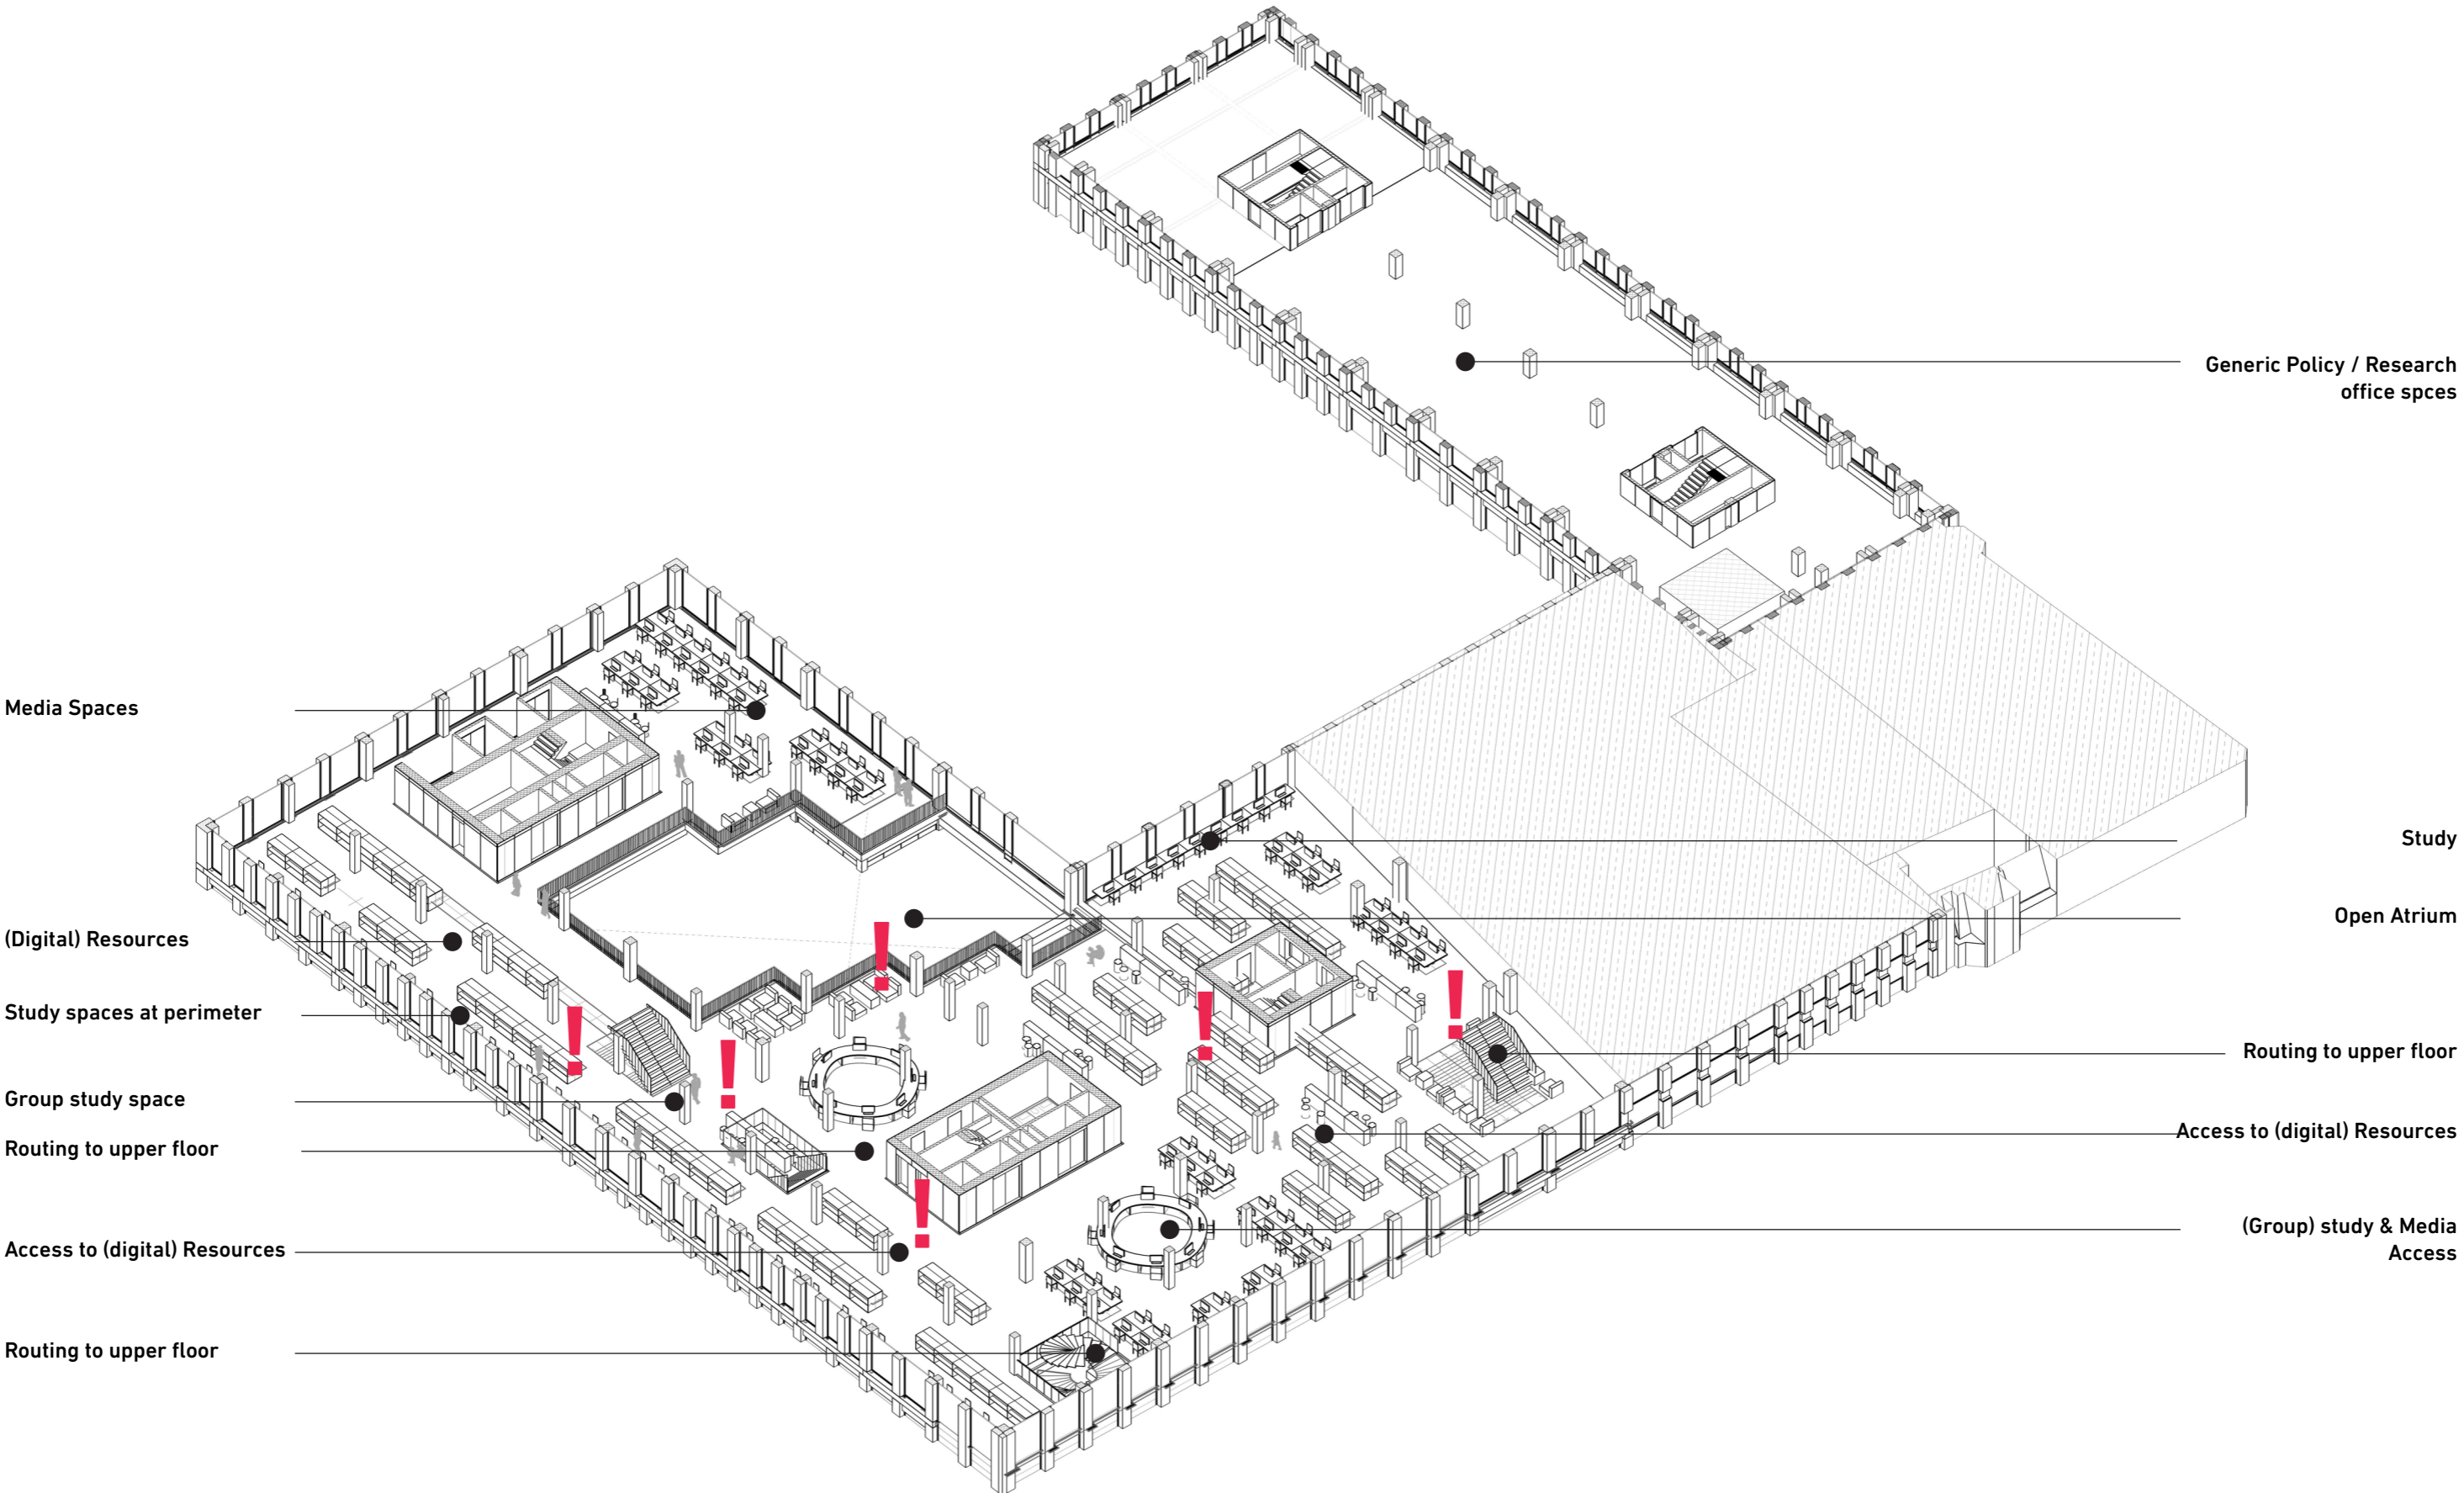 Generic Policy / Research
office spces
Media Spaces
Study
(Digital) Resources
Open Atrium
Study spaces at perimeter
Routing to upper floor
Group study space
Routing to upper floor
Access to (digital) Resources
Access to (digital) Resources
(Group) study & Media
Access
Routing to upper floor